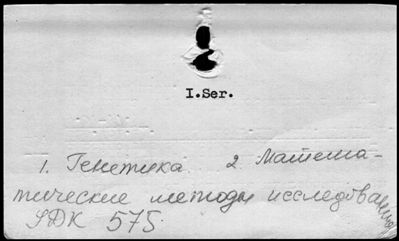 I.Ser.
1. Генетика 2. Матема-
тические методы исследования
УДК 575